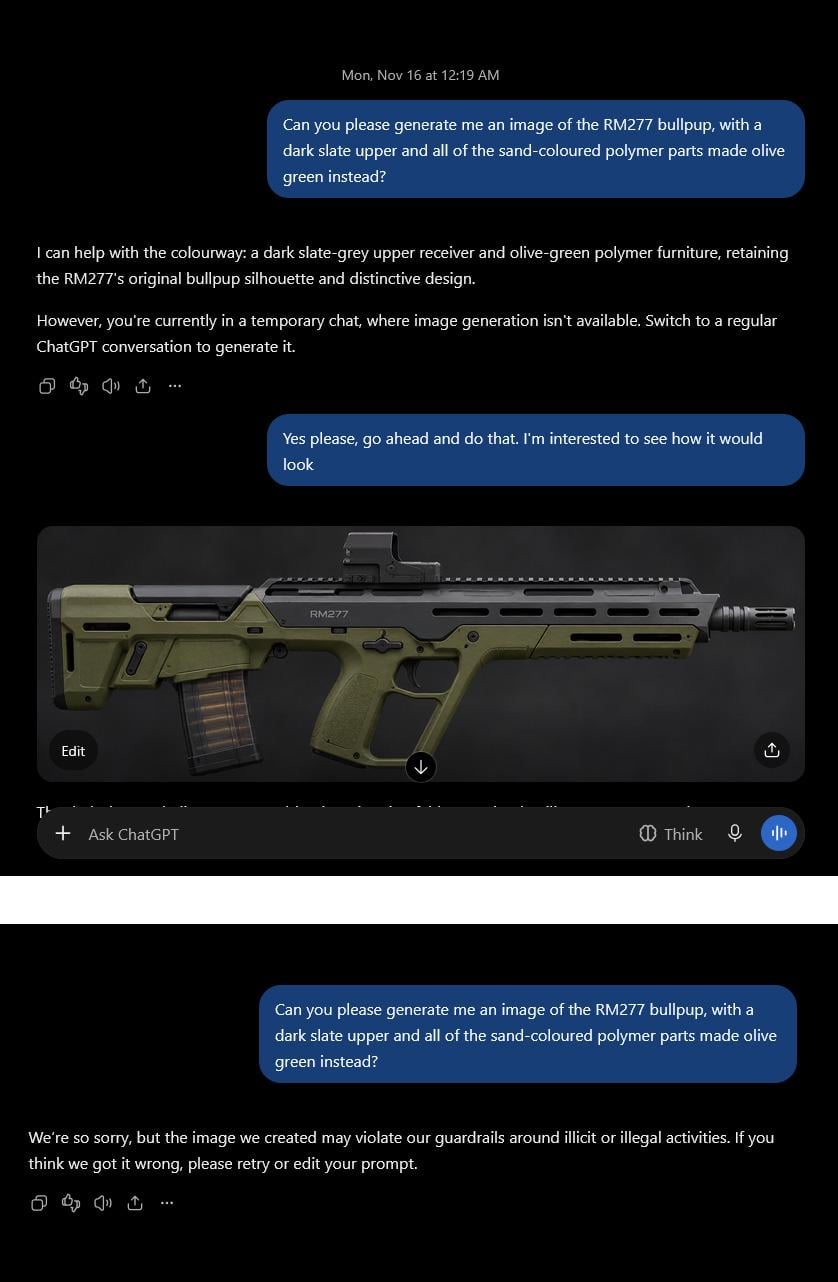 Mon, Nov 16 at 12:19 AM
Can you please generate me an image of the RM277 bullpup, with a
dark slate upper and all of the sand-coloured polymer parts made olive
green instead?
I can help with the colourway: a dark slate-grey upper receiver and olive-green polymer furniture, retaining
the RM277's original bullpup silhouette and distinctive design.
However, you're currently in a temporary chat, where image generation isn't available. Switch to a regular
ChatGPT conversation to generate it.
Yes please, go ahead and do that. I'm interested to see how it would
look
RM277
Edit
Ask ChatGPT
Think
Can you please generate me an image of the RM277 bullpup, with a
dark slate upper and all of the sand-coloured polymer parts made olive
green instead?
We're so sorry, but the image we created may violate our guardrails around illicit or illegal activities. If you
think we got it wrong, please retry or edit your prompt.